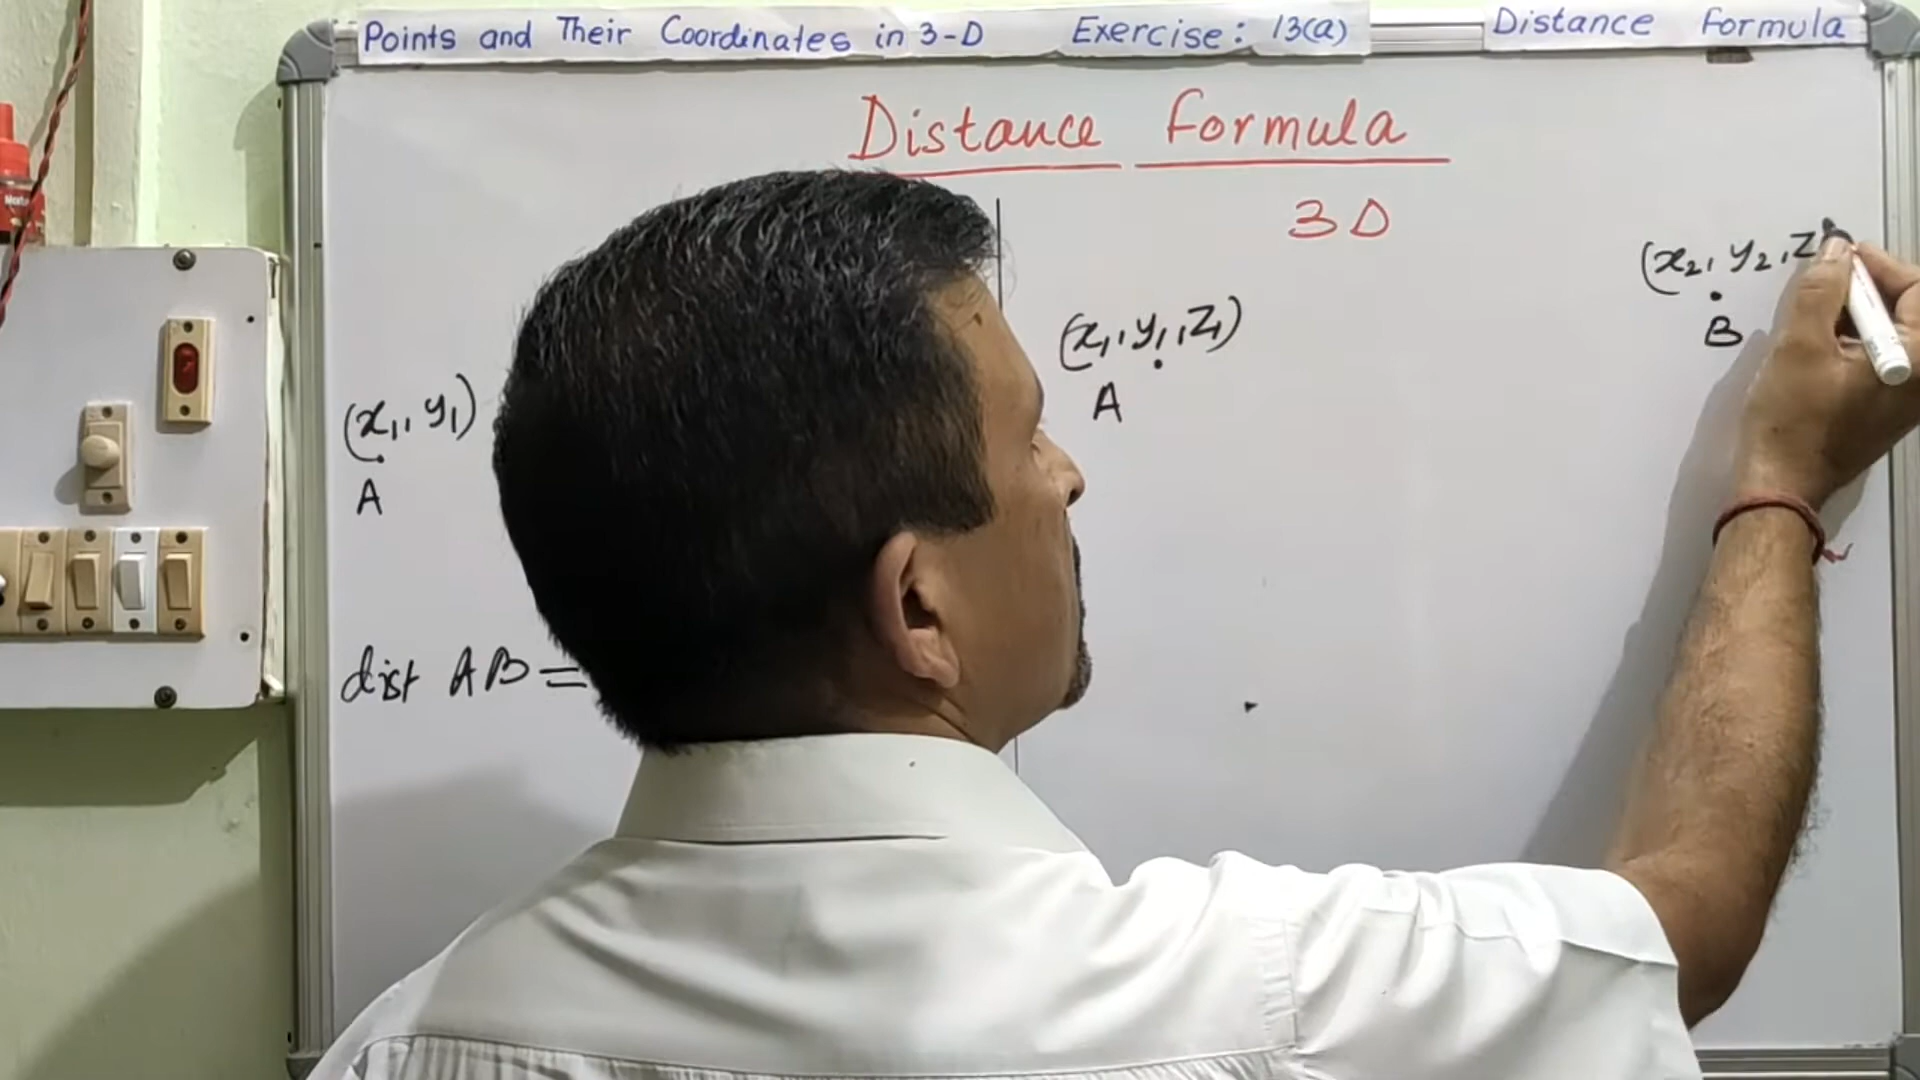 Points and Their Coordinates in 3-D Exercise: 13(a) Distance Formula
Distance Formula
3D
(x₂, y₂, z
B
(x₁, y₁, z₁)
A
(x₁, y₁)
A
dist AB =